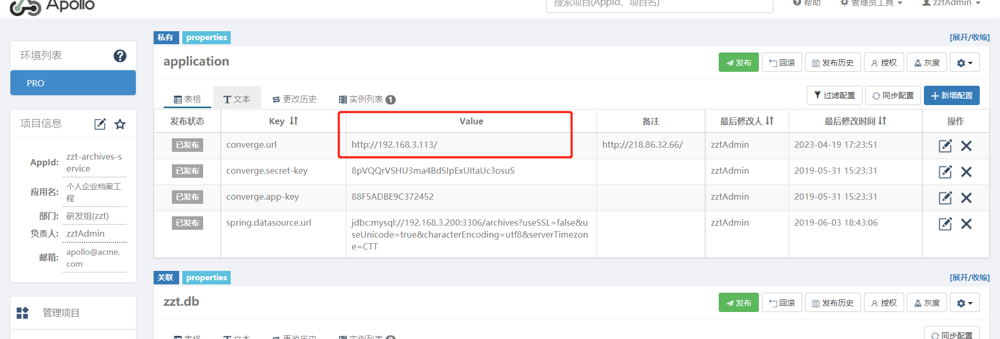 Apollo
搜索项目(AppId、项目名)
帮助
管理员工具
zztAdmin
环境列表
PRO
项目信息
AppId:
zzt-archives-s
ervice
应用名:
个人企业档案工
程
部门:
研发组(zzt)
负责人:
zztAdmin
邮箱:
apollo@acme.
com
管理项目
私有 properties
[展开/收缩]
application
发布 回滚 发布历史 授权 灰度
表格 文本 更改历史 实例列表 1
过滤配置 同步配置 新增配置
发布状态 Key Value 备注 最后修改人 最后修改时间 操作
已发布 converge.url http://192.168.3.113/ http://218.86.32.66/ zztAdmin 2023-04-19 17:23:51
已发布 converge.secret-key 8pVQQrVSHU3ma4BdSIpExUItaUc3osuS zztAdmin 2019-05-31 15:23:31
已发布 converge.app-key 88F5ADBE9C372452 zztAdmin 2019-05-31 15:23:31
已发布 spring.datasource.url jdbc:mysql://192.168.3.200:3306/archives?useSSL=false&u zztAdmin 2019-06-03 18:43:06
seUnicode=true&characterEncoding=utf8&serverTimezon
e=CTT
关联 properties
[展开/收缩]
zzt.db
发布 回滚 发布历史 授权 灰度
表格 文本 更改历史 实例列表
同步配置